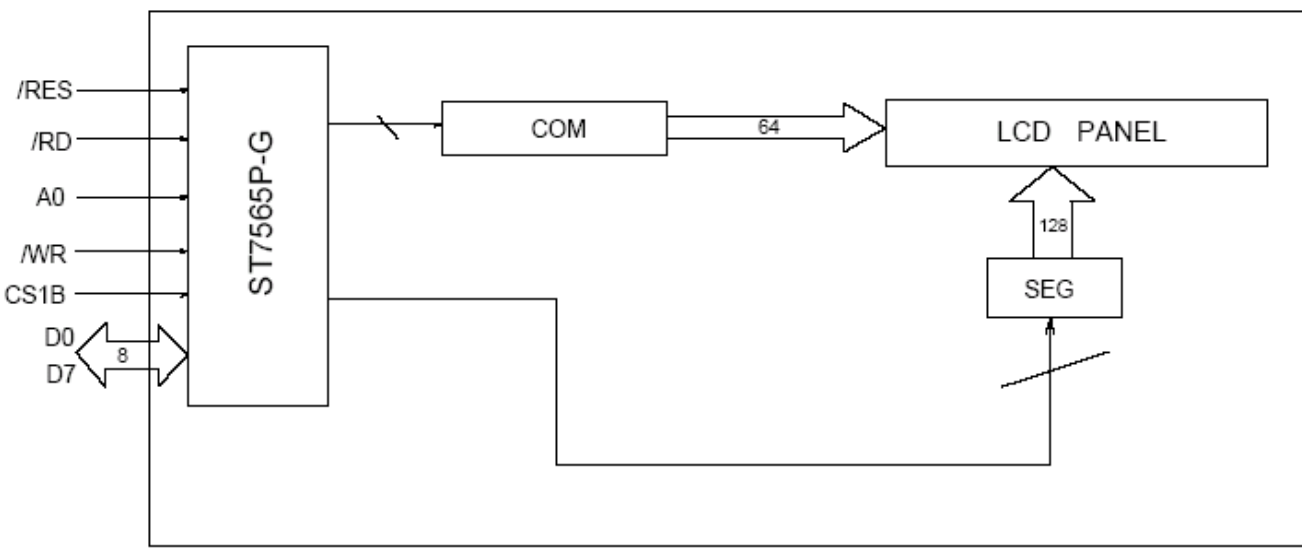 /RES
/RD
A0
/WR
CS1B
D0
D7
8
ST7565P-G
COM
64
LCD PANEL
128
SEG